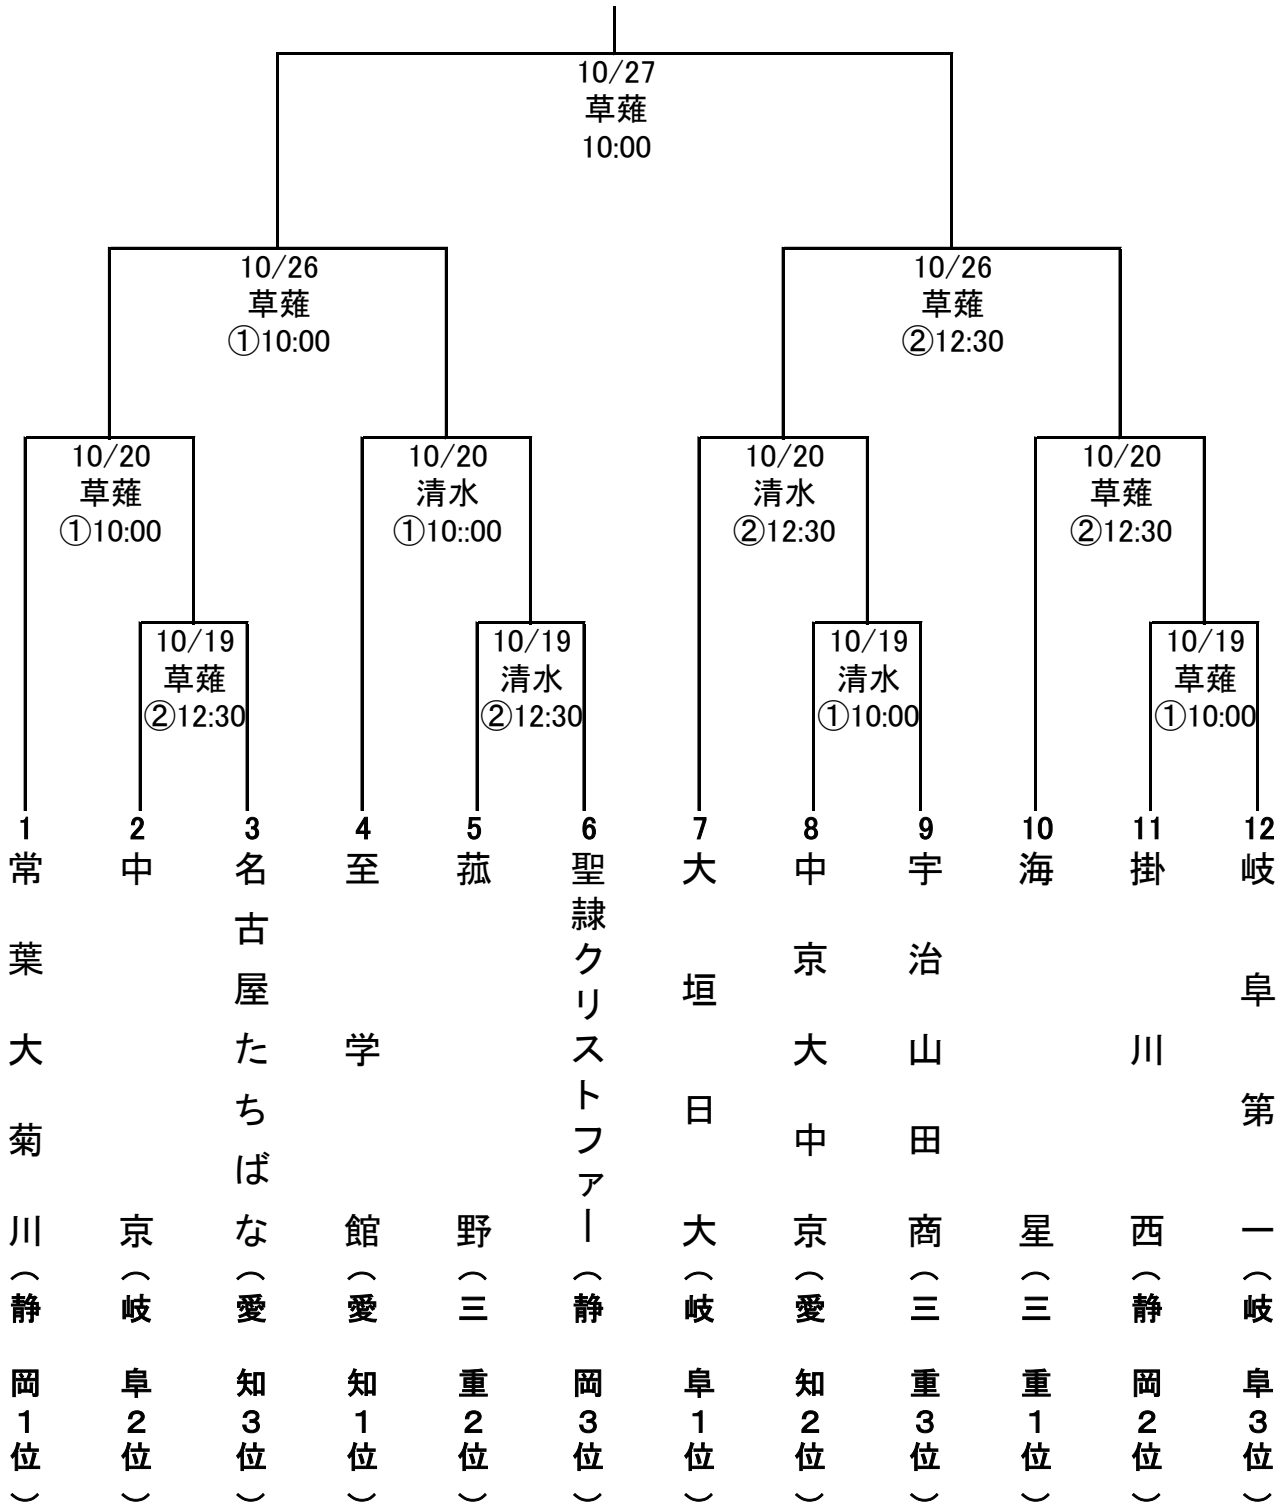 10/27
草薙
10:00
10/26
草薙
①10:00
10/26
草薙
②12:30
10/20
草薙
①10:00
10/20
清水
①10::00
10/20
清水
②12:30
10/20
草薙
②12:30
10/19
草薙
②12:30
10/19
清水
②12:30
10/19
清水
①10:00
10/19
草薙
①10:00
1
常葉大菊川(静岡1位)
2
中京(岐阜2位)
3
名古屋たちばな(愛知3位)
4
至学館(愛知1位)
5
菰野(三重2位)
6
聖隷クリストファー(静岡3位)
7
大垣日大(岐阜1位)
8
中京大中京(愛知2位)
9
宇治山田商(三重3位)
10
海星(三重1位)
11
掛川西(静岡2位)
12
岐阜第一(岐阜3位)